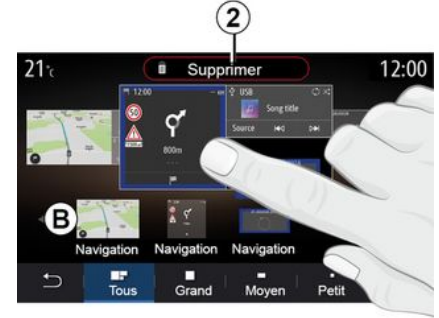 2
21°c
Supprimer
12:00
12:00
USB
50
Song title
800m
Source
B
Navigation
Navigation
Navigation
Tous
Grand
Moyen
Petit